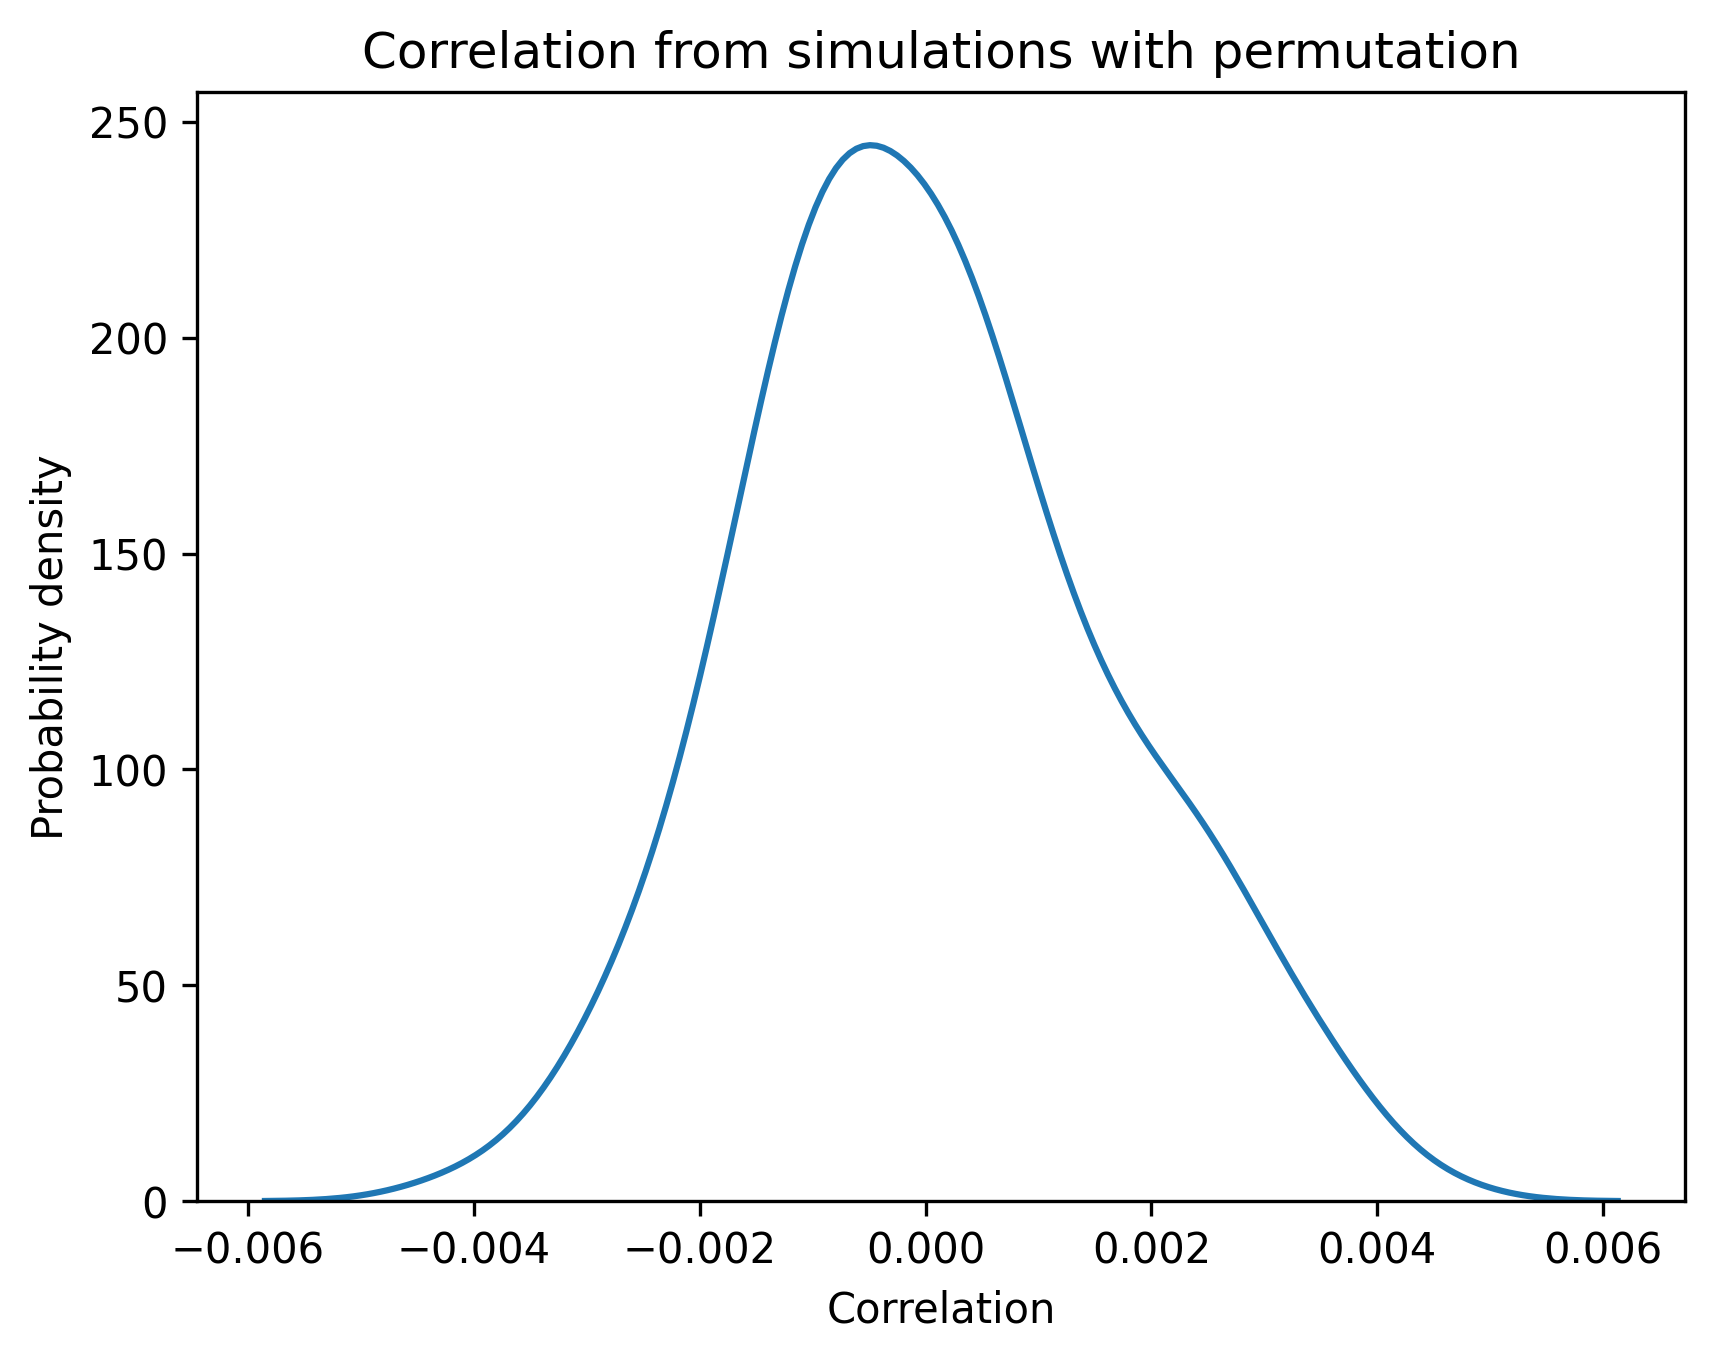 Correlation from simulations with permutation
250
200
150
100
50
0
Probability density
−0.006 −0.004 −0.002 0.000 0.002 0.004 0.006
Correlation